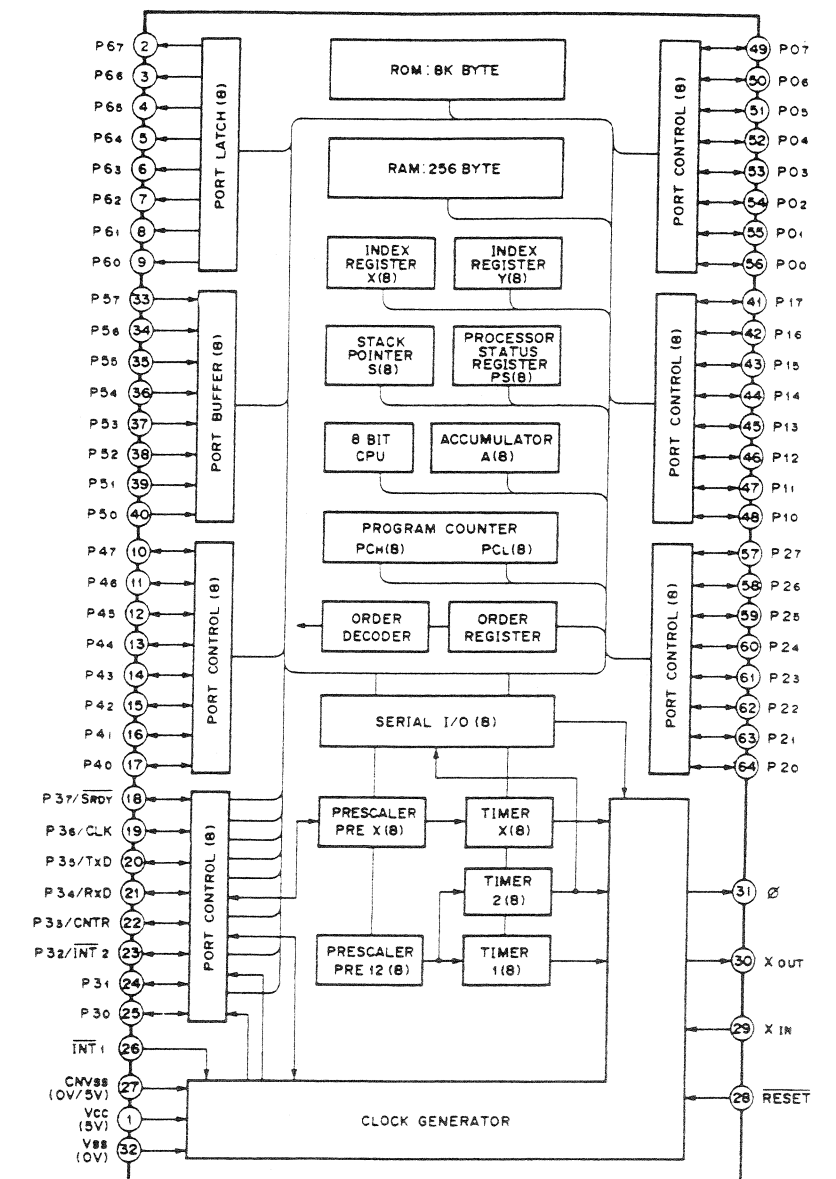 P67 2
P66 3
P65 4
P64 5
P63 6
P62 7
P61 8
P60 9
PORT LATCH (8)
P57 33
P56 34
P55 35
P54 36
P53 37
P52 38
P51 39
P50 40
PORT BUFFER (8)
P47 10
P46 11
P45 12
P44 13
P43 14
P42 15
P41 16
P40 17
PORT CONTROL (8)
P37/SRDY 18
P36/CLK 19
P35/TxD 20
P34/RxD 21
P33/CNTR 22
P32/INT2 23
P31 24
P30 25
PORT CONTROL (8)
INT1 26
CNVSS 27
(0V/5V)
VCC 1
(5V)
VSS 32
(0V)
ROM:8K BYTE
RAM:256 BYTE
INDEX
REGISTER
X(8)
INDEX
REGISTER
Y(8)
STACK
POINTER
S(8)
PROCESSOR
STATUS
REGISTER
PS(8)
8 BIT
CPU
ACCUMULATOR
A(8)
PROGRAM COUNTER
PCH(8) PCL(8)
ORDER
DECODER
ORDER
REGISTER
SERIAL I/O(8)
PRESCALER
PRE X(8)
TIMER
X(8)
TIMER
2(8)
PRESCALER
PRE 12(8)
TIMER
1(8)
CLOCK GENERATOR
PORT CONTROL (8)
49 P07
50 P06
51 P05
52 P04
53 P03
54 P02
55 P01
56 P00
PORT CONTROL (8)
41 P17
42 P16
43 P15
44 P14
45 P13
46 P12
47 P11
48 P10
PORT CONTROL (8)
57 P27
58 P26
59 P25
60 P24
61 P23
62 P22
63 P21
64 P20
31 Ø
30 XOUT
29 XIN
28 RESET